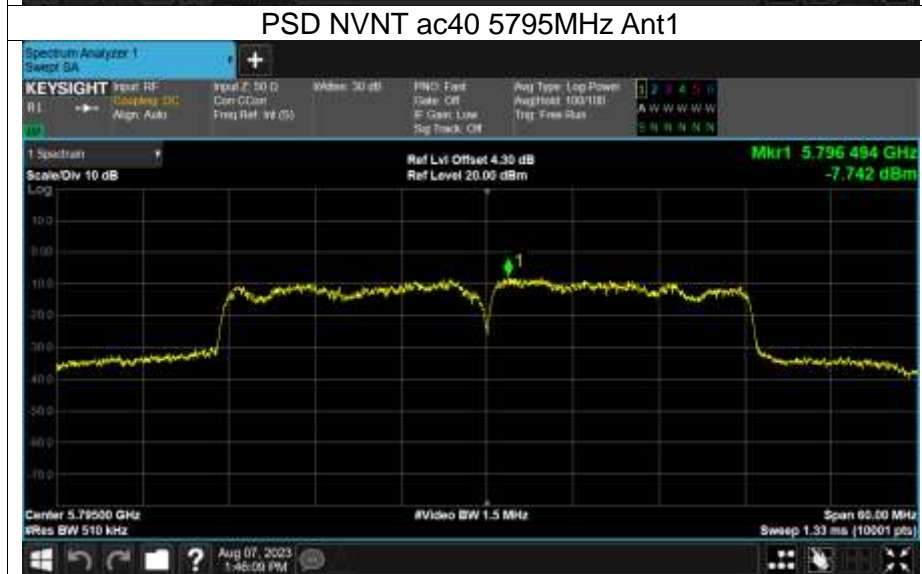 PSD NVNT ac40 5795MHz Ant1
Spectrum Analyzer 1
Swept SA
+
KEYSIGHT Input: RF Input Z: 50 Ω #Atten: 30 dB PNO: Fast Avg Type: Log-Power 1 2 3 4 5 6
Coupling: DC Corr CCorr Gate: Off Avg|Hold: 100/100 A W W W W W
Align: Auto Freq Ref: Int (S) IF Gain: Low Trig: Free Run
Sig Track: Off S N N N N N
1 Spectrum Ref Lvl Offset 4.30 dB Mkr1 5.796 494 GHz
Scale/Div 10 dB Ref Level 20.00 dBm -7.742 dBm
Log
10.0
0.00
1
-10.0
-20.0
-30.0
-40.0
-50.0
-60.0
-70.0
Center 5.79500 GHz #Video BW 1.5 MHz Span 60.00 MHz
#Res BW 510 kHz Sweep 1.33 ms (10001 pts)
? Aug 07, 2023
1:46:09 PM